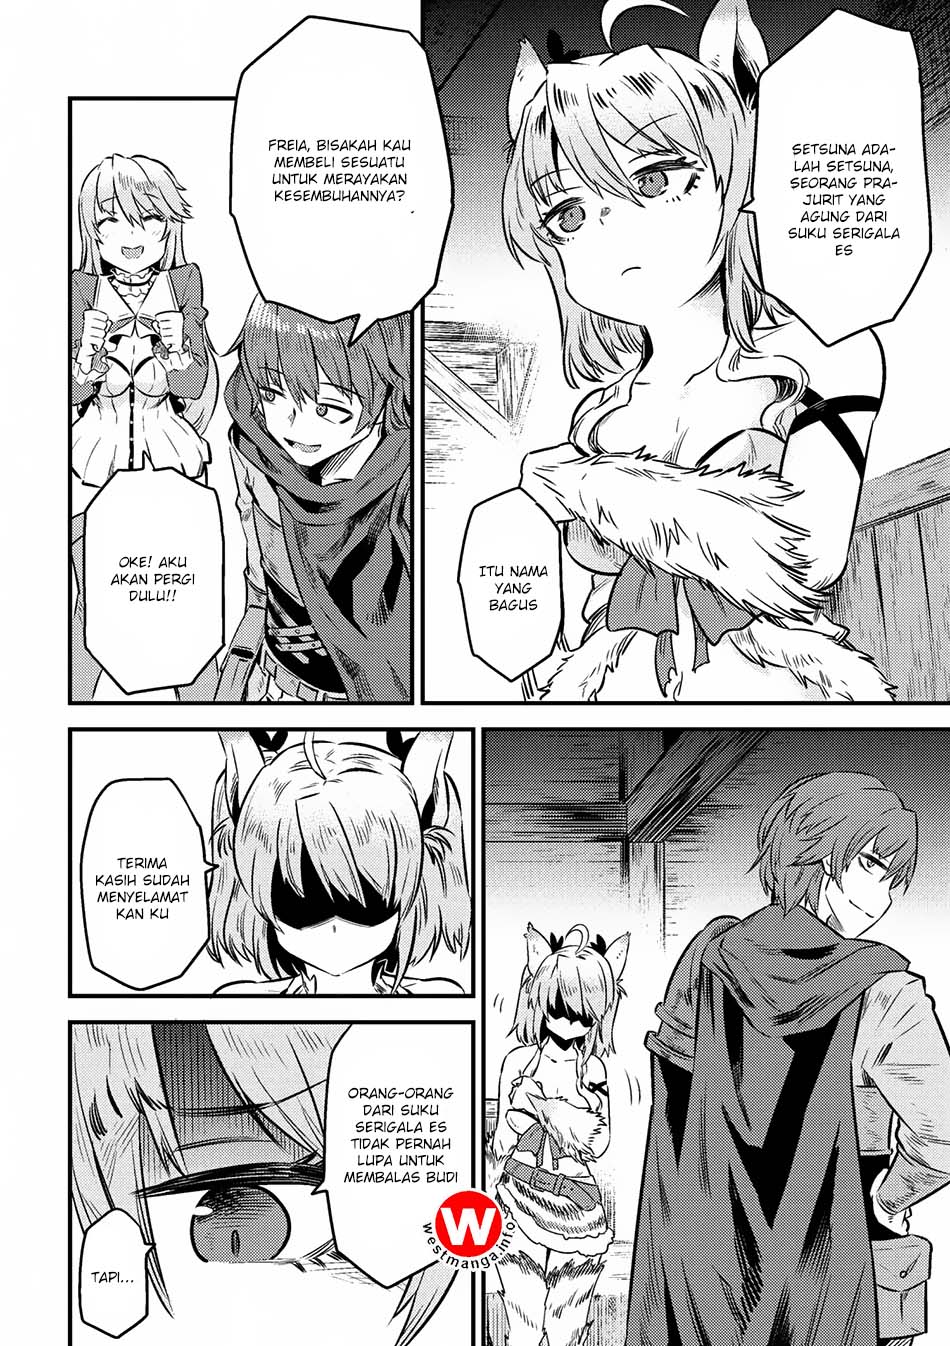 SETSUNA ADA-
LAH SETSUNA,
SEORANG PRA-
JURIT YANG
AGUNG DARI
SUKU SERIGALA
ES
ITU NAMA
YANG
BAGUS
FREIA, BISAKAH KAU
MEMBELI SESUATU
UNTUK MERAYAKAN
KESEMBUHANNYA?
OKE! AKU
AKAN PERGI
DULU!!
TERIMA
KASIH SUDAH
MENYELAMAT
KAN KU
ORANG-ORANG
DARI SUKU
SERIGALA ES
TIDAK PERNAH
LUPA UNTUK
MEMBALAS BUDI
TAPI...
W
westmanga.info